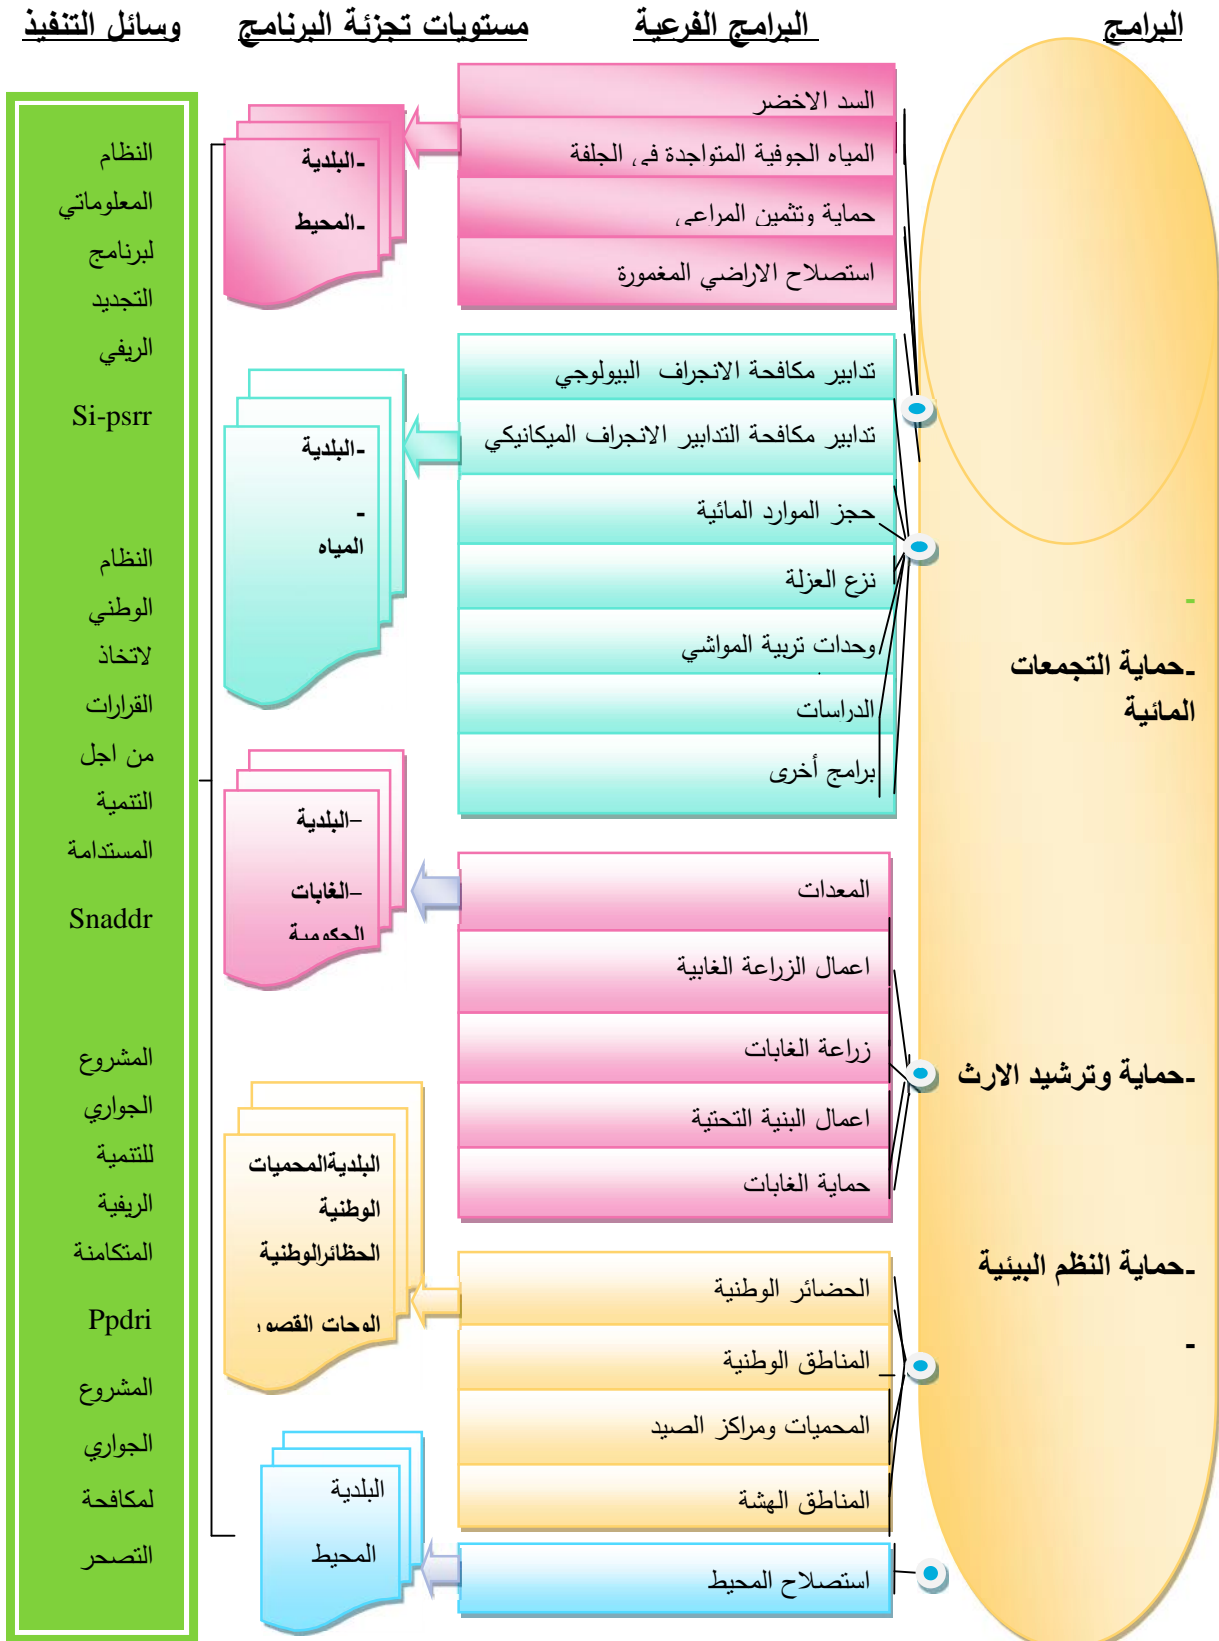 البرامج
البرامج الفرعية
مستويات تجزئة البرنامج
وسائل التنفيذ
-
-حماية التجمعات
المائية
-حماية وترشيد الارث
-حماية النظم البيئية
-
السد الاخضر
المياه الجوفية المتواجدة في الجلفة
حماية وتثمين المراعي
استصلاح الاراضي المغمورة
تدابير مكافحة الانجراف البيولوجي
تدابير مكافحة التدابير الانجراف الميكانيكي
حجز الموارد المائية
نزع العزلة
وحدات تربية المواشي
الدراسات
برامج أخرى
المعدات
اعمال الزراعة الغابية
زراعة الغابات
اعمال البنية التحتية
حماية الغابات
الحضائر الوطنية
المناطق الوطنية
المحميات ومراكز الصيد
المناطق الهشة
استصلاح المحيط
-البلدية
-المحيط
-البلدية
-
المياه
–البلدية
–الغابات
الحكومية
البلديةالمحميات
الوطنية
الحظائرالوطنية
الوحات القصور
البلدية
المحيط
النظام
المعلوماتي
لبرنامج
التجديد
الريفي
Si-psrr
النظام
الوطني
لاتخاذ
القرارات
من اجل
التنمية
المستدامة
Snaddr
المشروع
الجواري
للتنمية
الريفية
المتكامنة
Ppdri
المشروع
الجواري
لمكافحة
التصحر